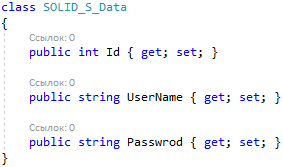 class SOLID_S_Data
{
Ссылок: 0
public int Id { get; set; }
Ссылок: 0
public string UserName { get; set; }
Ссылок: 0
public string Passwrod { get; set; }
}